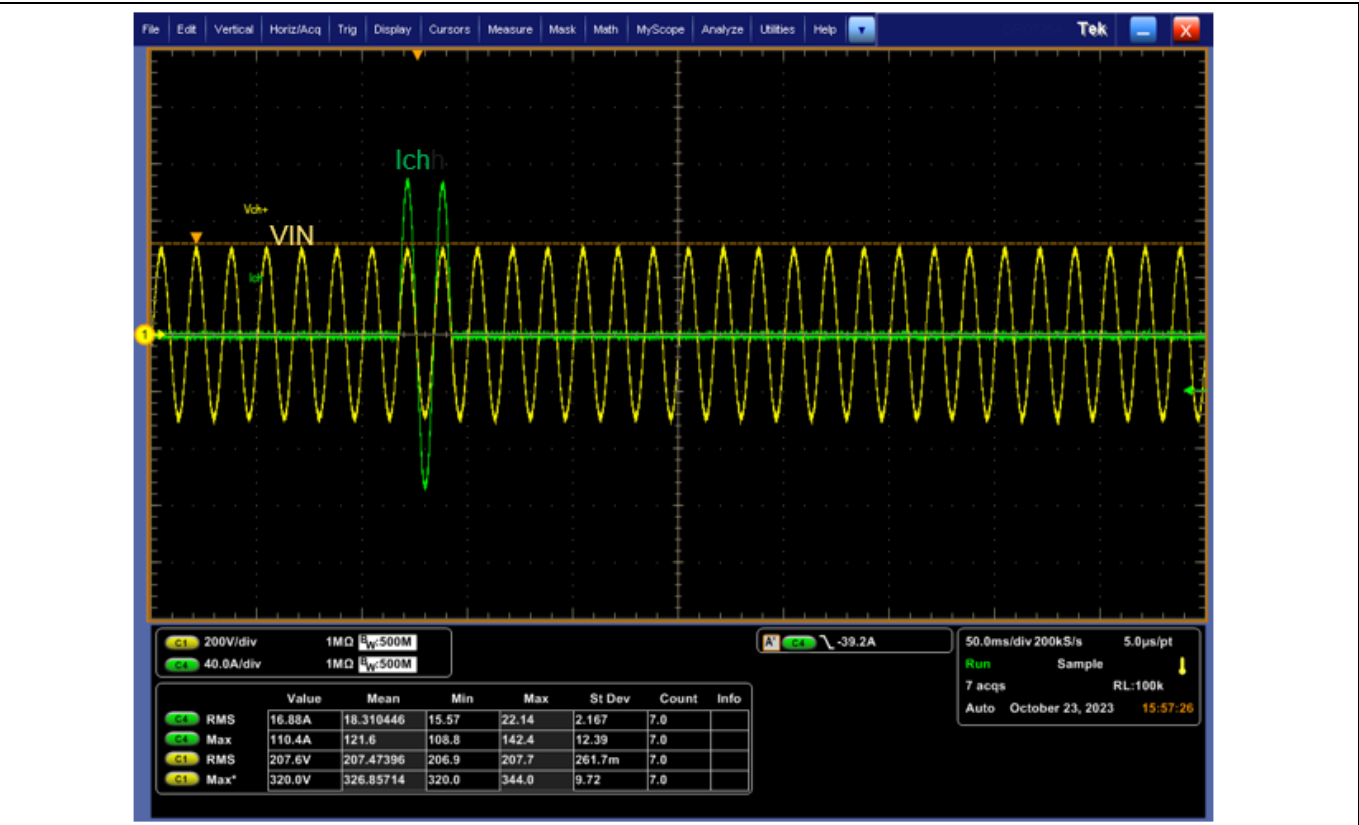 File Edit Vertical Horiz/Acq Trig Display Cursors Measure Mask Math MyScope Analyze Utilities Help Tek X
Ich
Vch+
VIN
Ich
1
C1 200V/div 1MΩ BW:500M
C4 40.0A/div 1MΩ BW:500M
A' C4 -39.2A
50.0ms/div 200kS/s 5.0µs/pt
Run Sample
7 acqs RL:100k
Auto October 23, 2023 15:57:26
Value Mean Min Max St Dev Count Info
C4 RMS 16.88A 18.310446 15.57 22.14 2.167 7.0
C4 Max 110.4A 121.6 108.8 142.4 12.39 7.0
C1 RMS 207.6V 207.47396 206.9 207.7 261.7m 7.0
C1 Max* 320.0V 326.85714 320.0 344.0 9.72 7.0